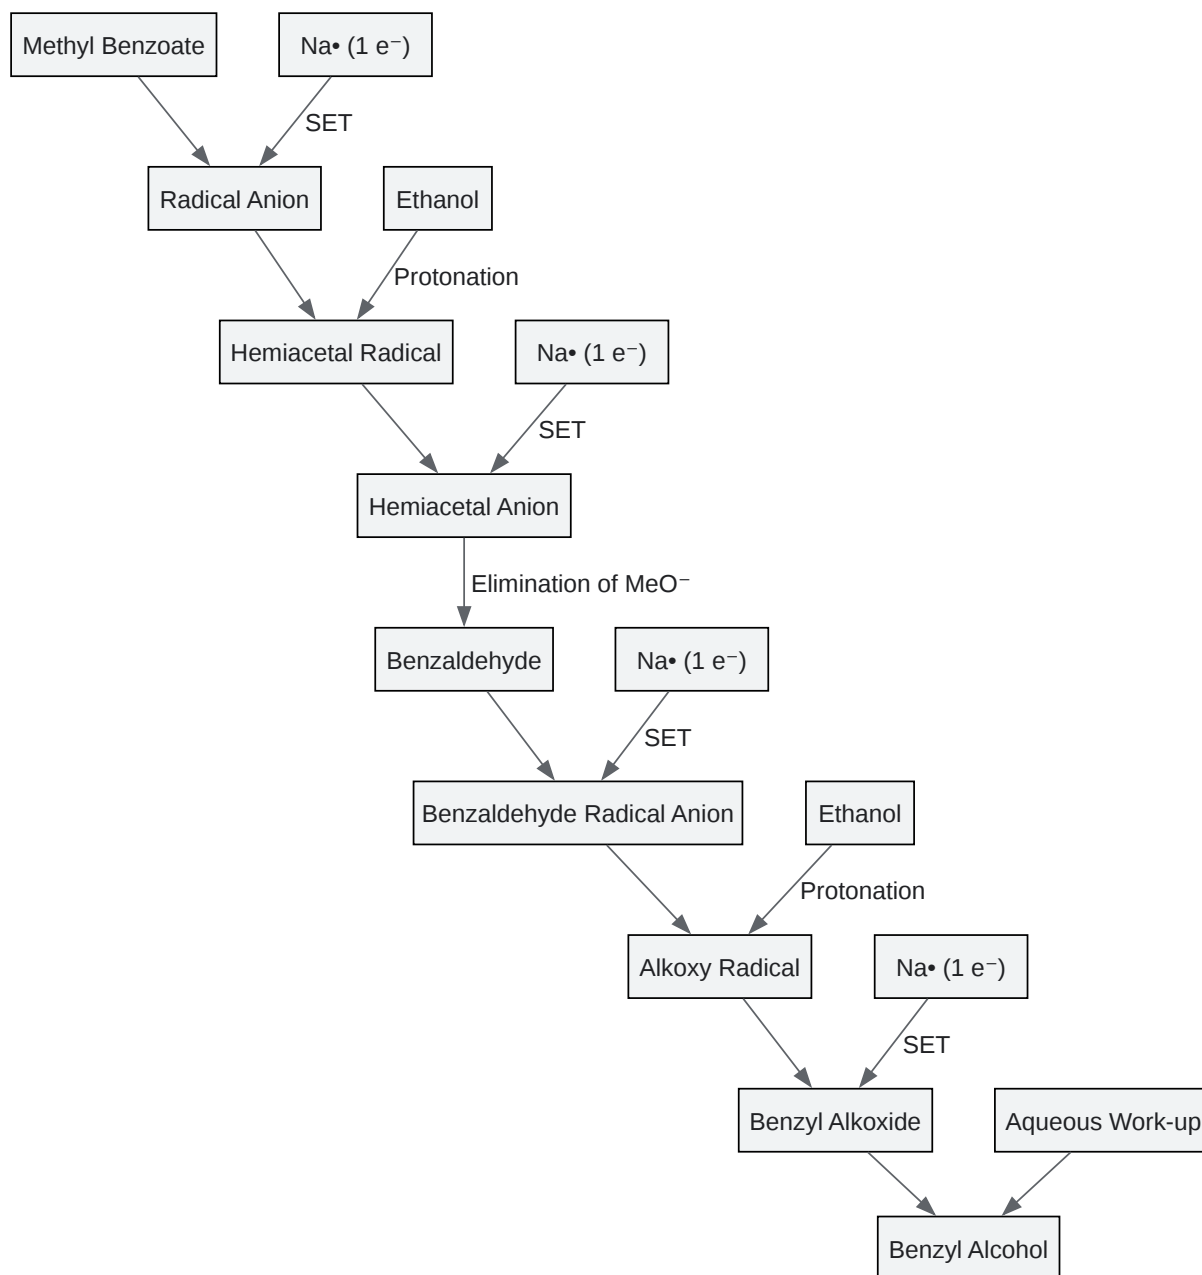 Methyl Benzoate
Na• (1 e⁻)
SET
Radical Anion
Ethanol
Protonation
Hemiacetal Radical
Na• (1 e⁻)
SET
Hemiacetal Anion
Elimination of MeO⁻
Benzaldehyde
Na• (1 e⁻)
SET
Benzaldehyde Radical Anion
Ethanol
Protonation
Alkoxy Radical
Na• (1 e⁻)
SET
Benzyl Alkoxide
Aqueous Work-up
Benzyl Alcohol